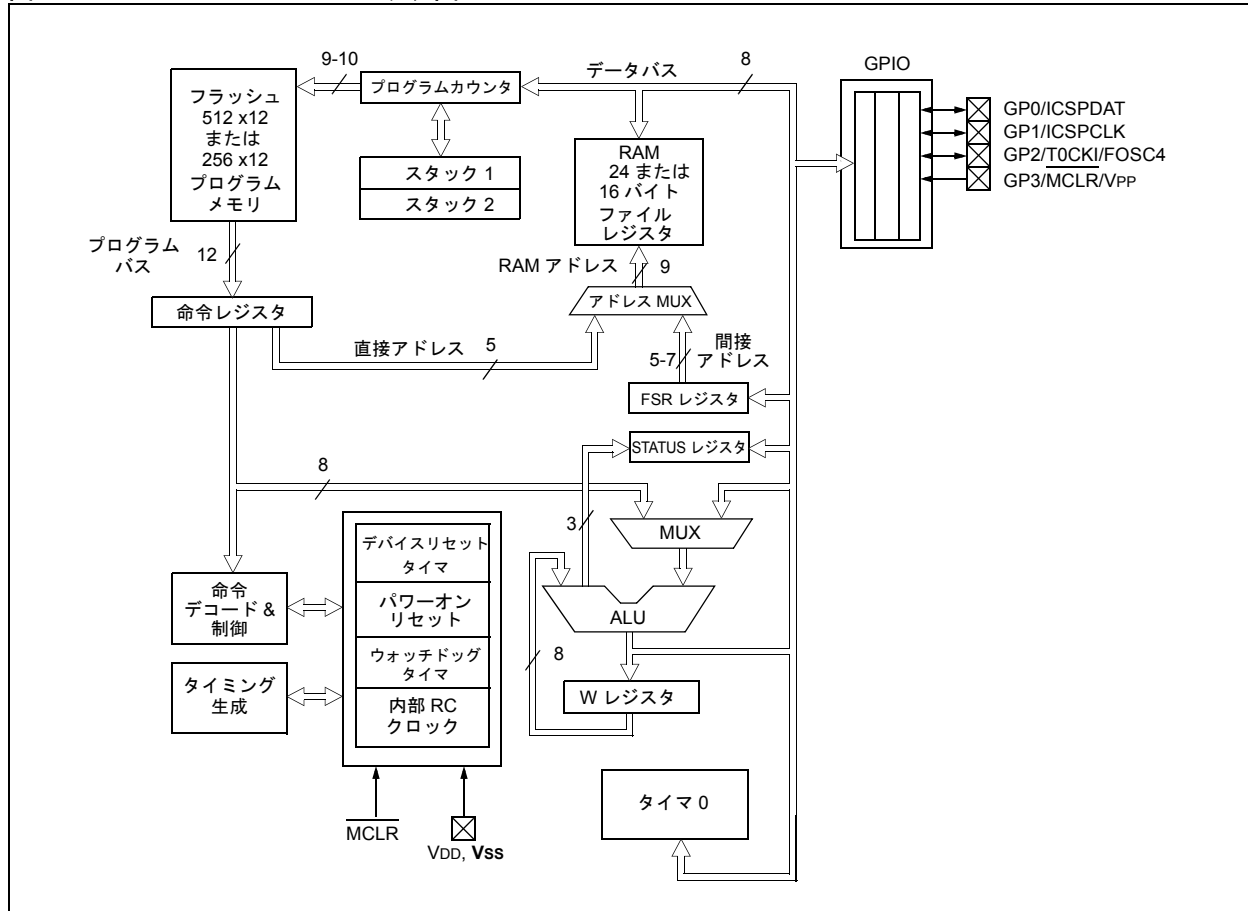 9-10
プログラムカウンタ
データバス
8
GPIO
フラッシュ
512 x12
または
256 x12
プログラム
メモリ
スタック 1
スタック 2
RAM
24 または
16 バイト
ファイル
レジスタ
GP0/ICSPDAT
GP1/ICSPCLK
GP2/T0CKI/FOSC4
GP3/MCLR/VPP
プログラム
バス
12
RAM アドレス
9
命令レジスタ
アドレス MUX
直接アドレス
5
5-7
間接
アドレス
FSR レジスタ
STATUS レジスタ
8
3
MUX
デバイスリセット
タイマ
パワーオン
リセット
ウォッチドッグ
タイマ
内部 RC
クロック
命令
デコード &
制御
タイミング
生成
ALU
8
W レジスタ
タイマ 0
MCLR
VDD, VSS